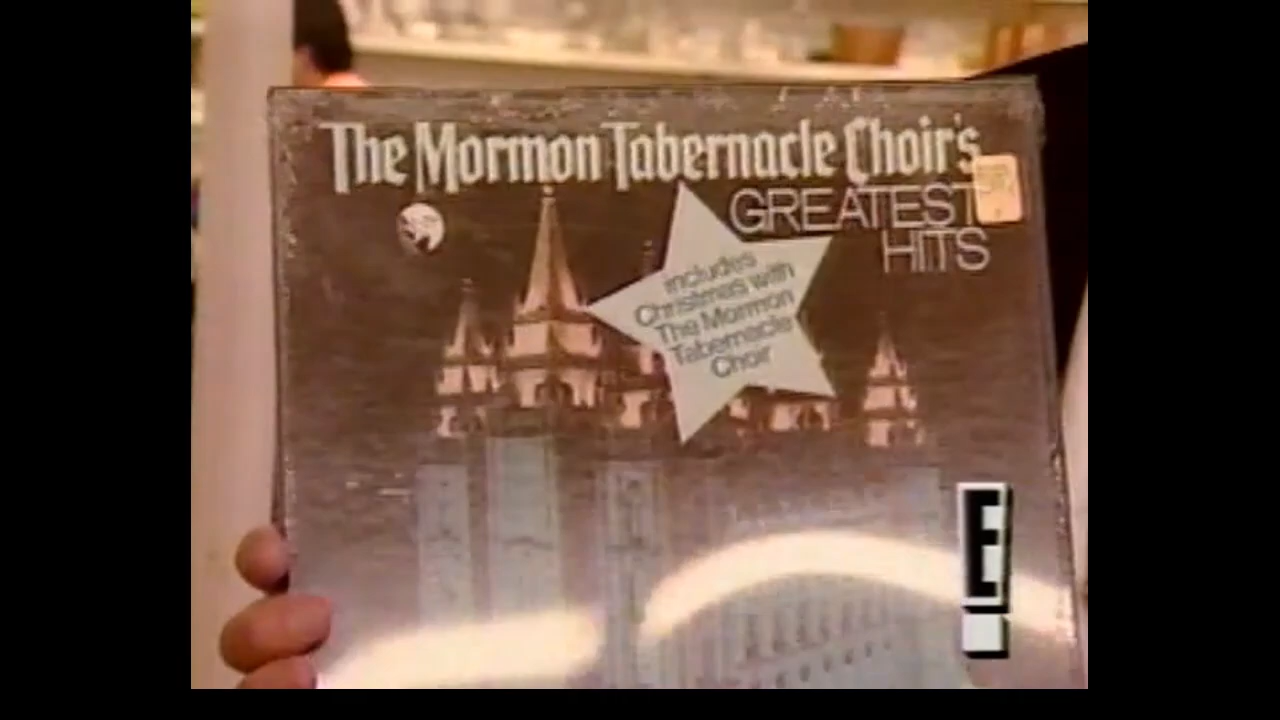 The Mormon Tabernacle Choir's
GREATEST
HITS
includes
Christmas with
The Mormon
Tabernacle
Choir
E!